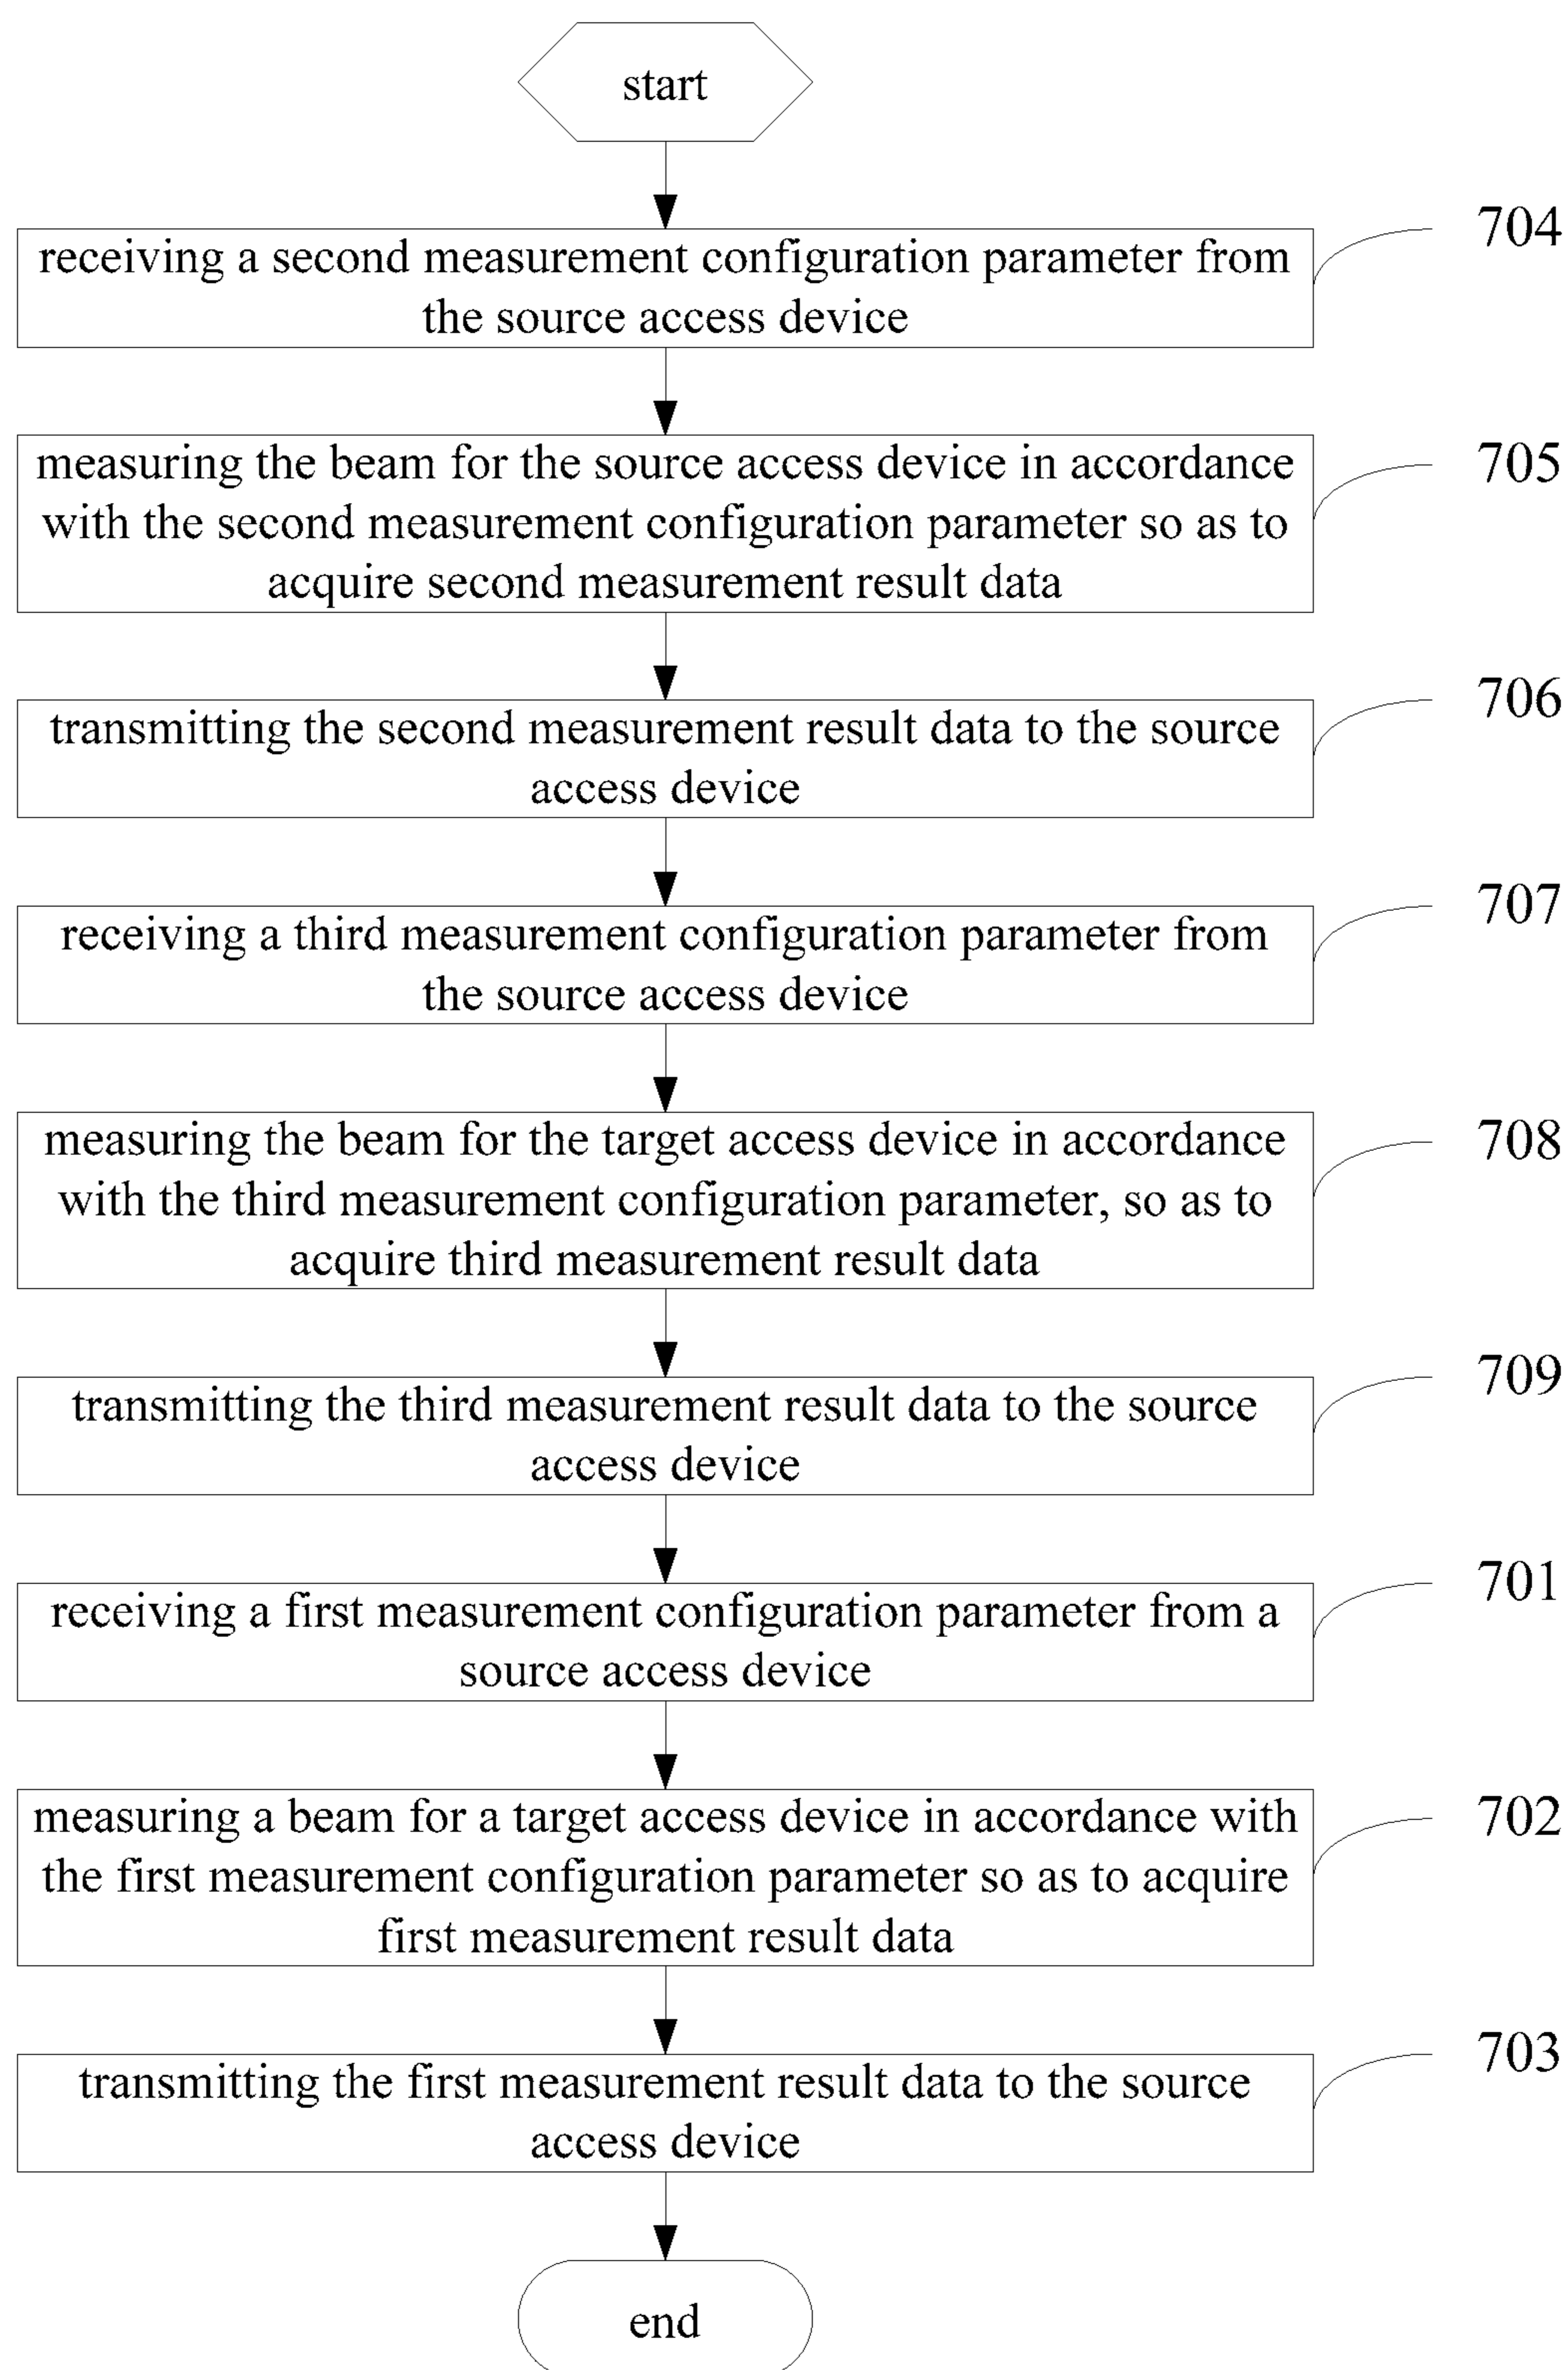 start
704
receiving a second measurement configuration parameter from
the source access device
705
measuring the beam for the source access device in accordance
with the second measurement configuration parameter so as to
acquire second measurement result data
706
transmitting the second measurement result data to the source
access device
707
receiving a third measurement configuration parameter from
the source access device
708
measuring the beam for the target access device in accordance
with the third measurement configuration parameter, so as to
acquire third measurement result data
709
transmitting the third measurement result data to the source
access device
701
receiving a first measurement configuration parameter from a
source access device
702
measuring a beam for a target access device in accordance with
the first measurement configuration parameter so as to acquire
first measurement result data
703
transmitting the first measurement result data to the source
access device
end